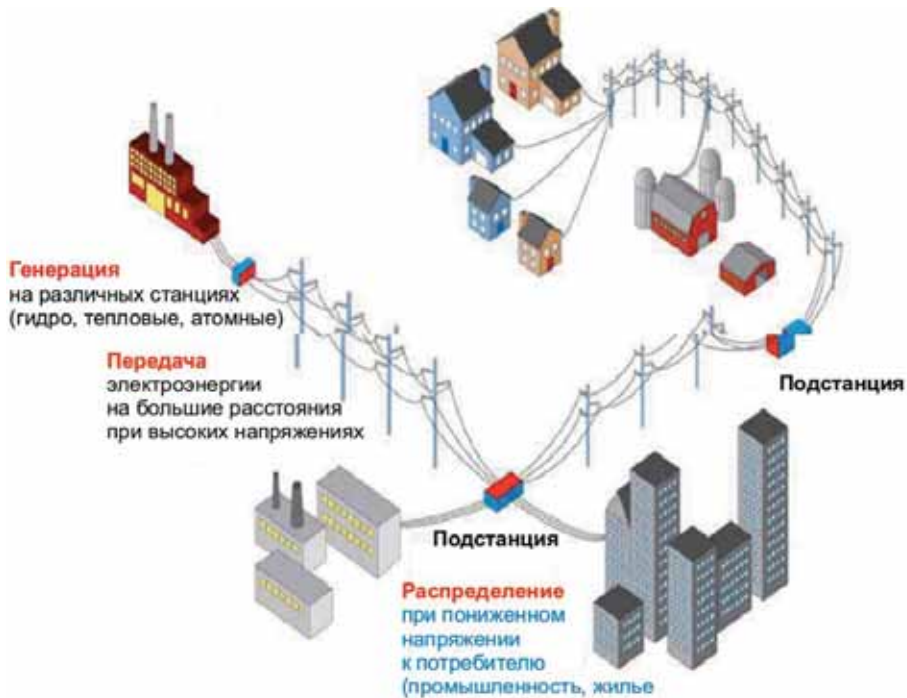 Генерация
на различных станциях
(гидро, тепловые, атомные)
Передача
электроэнергии
на большие расстояния
при высоких напряжениях
Подстанция
Подстанция
Распределение
при пониженном
напряжении
к потребителю
(промышленность, жилье